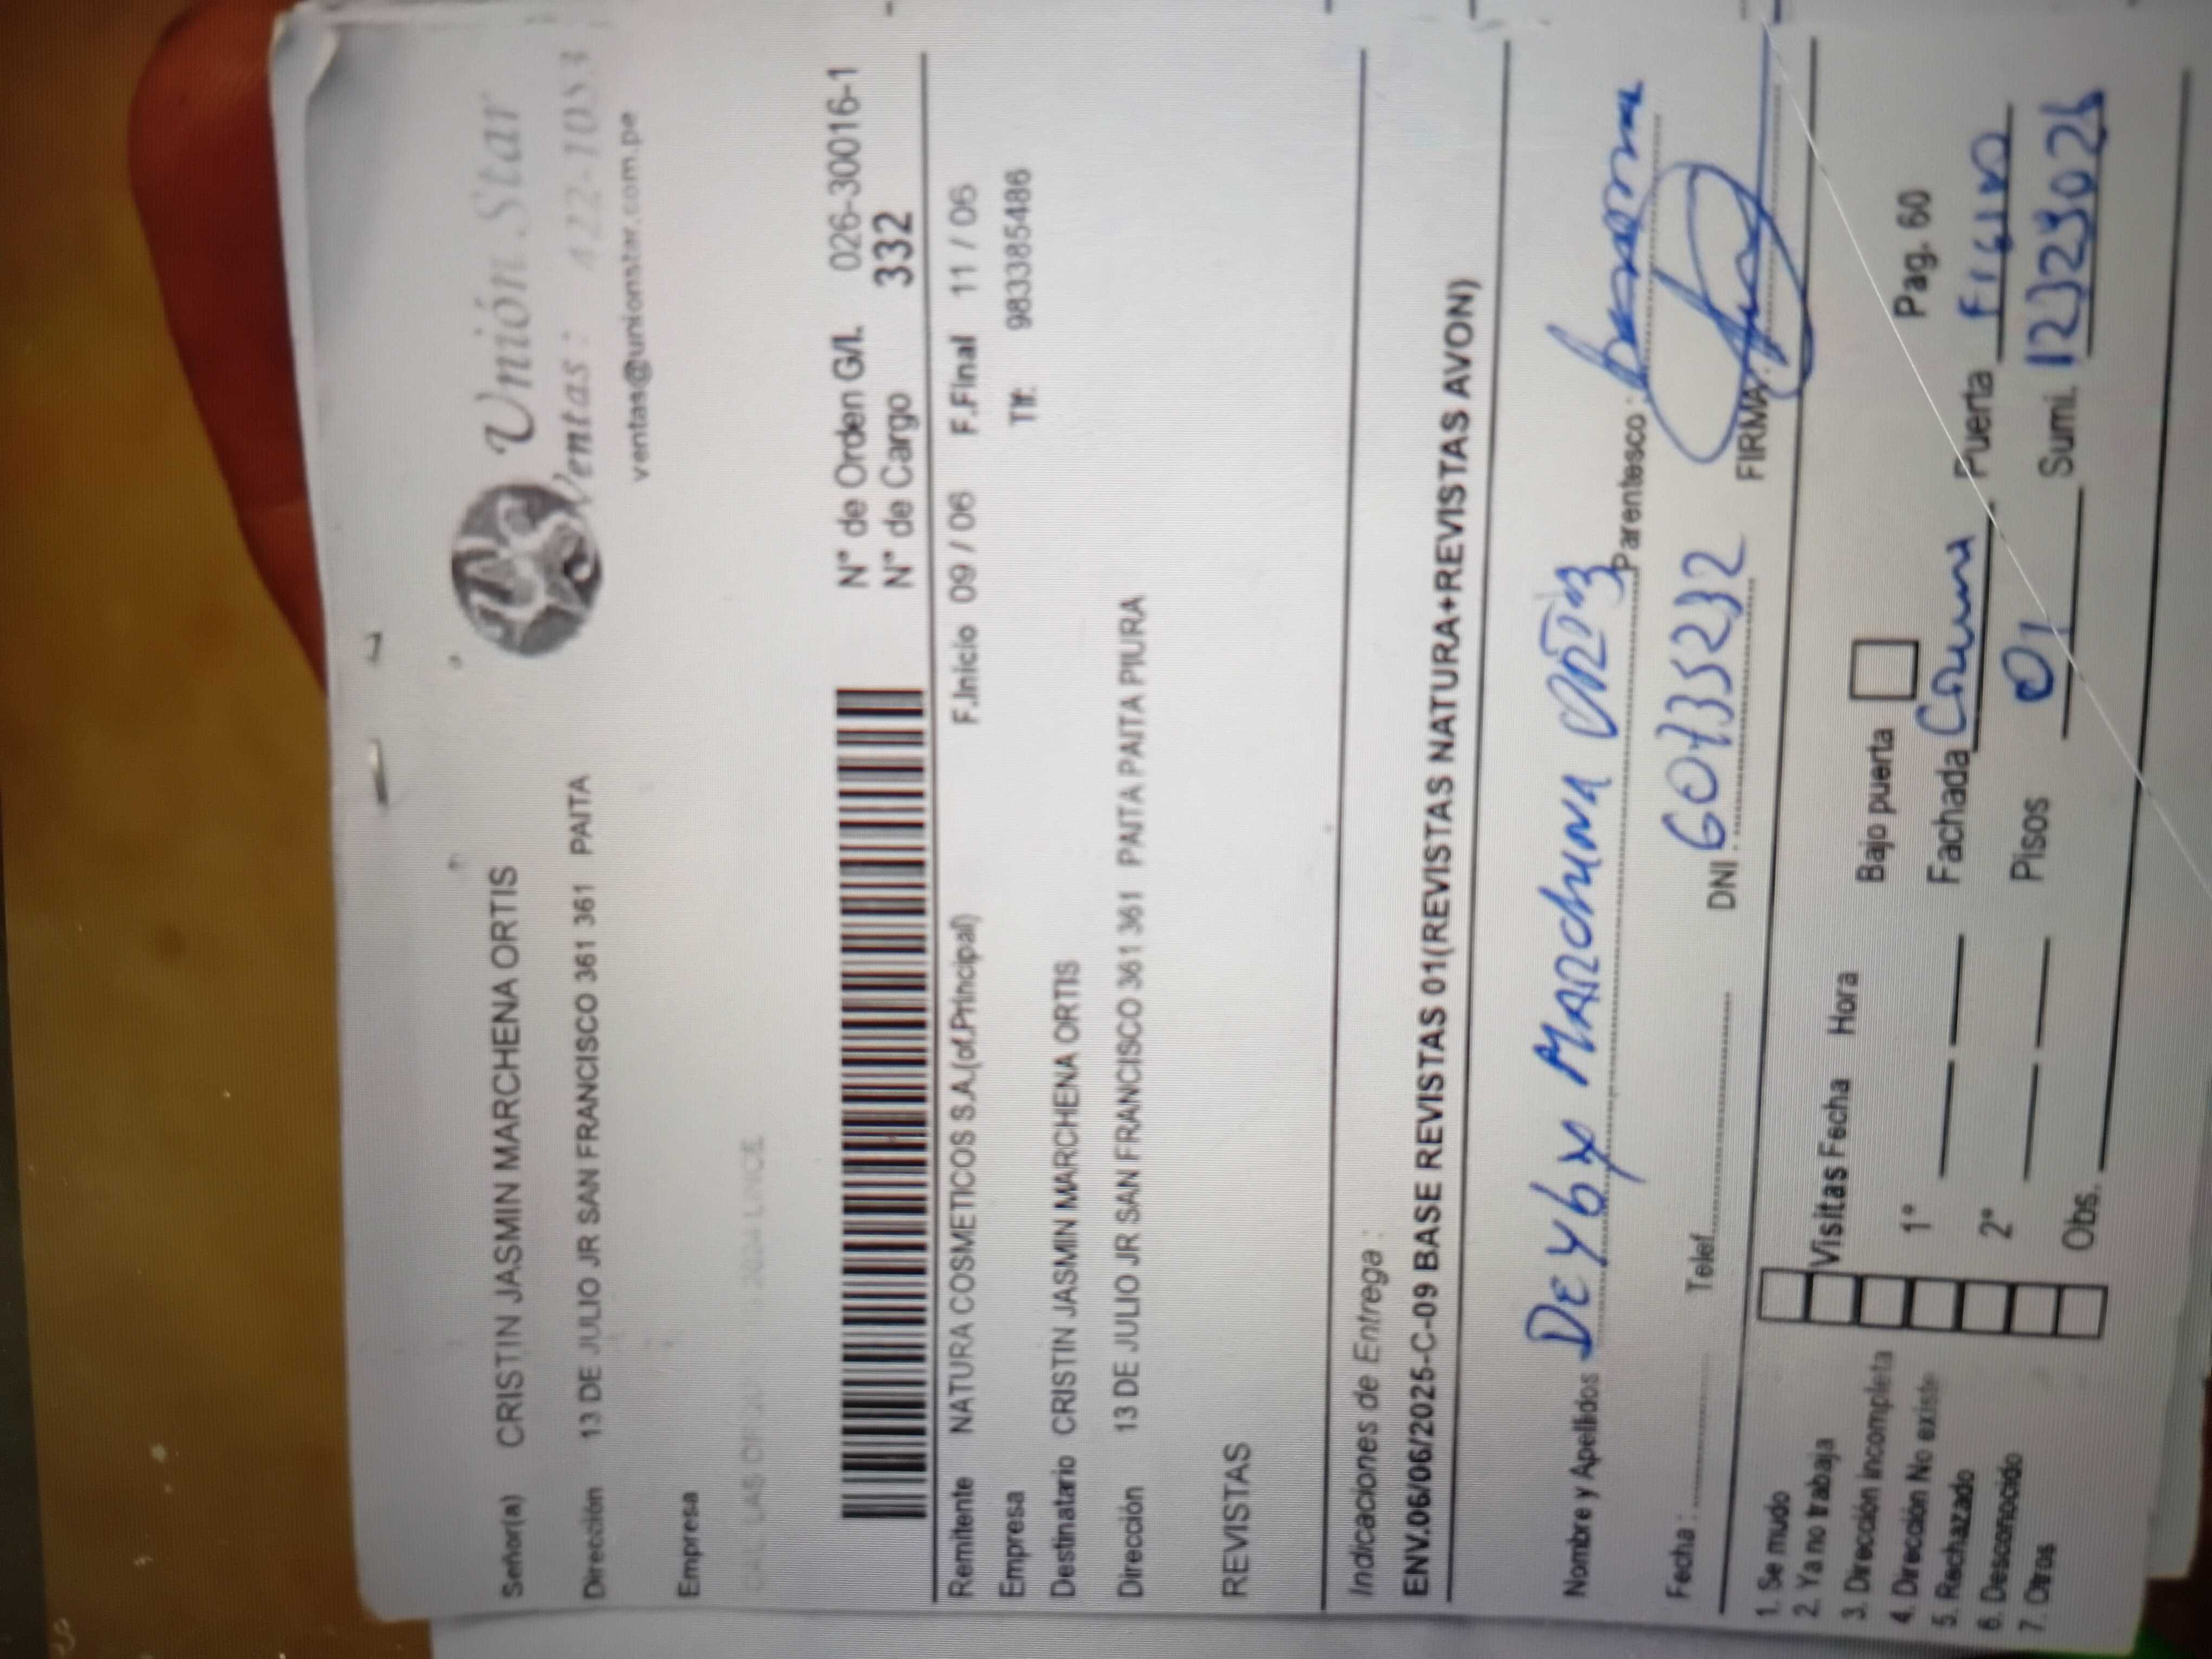 Unión Star
Ventas: 422-1053
ventas@unionstar.com.pe
Señor(a) CRISTIN JASMIN MARCHENA ORTIS
Dirección 13 DE JULIO JR SAN FRANCISCO 361 361 PAITA
Empresa
N° de Orden G/L 026-30016-1
N° de Cargo 332
Remitente NATURA COSMETICOS S.A.(of.Principal) F.Inicio 09 / 06 F.Final 11 / 06
Empresa Tlf: 983385486
Destinatario CRISTIN JASMIN MARCHENA ORTIS
Dirección 13 DE JULIO JR SAN FRANCISCO 361 361 PAITA PAITA PIURA
REVISTAS
Indicaciones de Entrega :
ENV.06/06/2025-C-09 BASE REVISTAS 01(REVISTAS NATURA+REVISTAS AVON)
Nombre y Apellidos Deyby Marchena Ortiz Parentesco :
Fecha : Telef. DNI : 60735232 FIRMA
1. Se mudo
2. Ya no trabaja Visitas Fecha Hora Bajo puerta Pag. 60
3. Dirección incompleta
4. Dirección No existe 1° Fachada Puerta
5. Rechazado
6. Desconocido 2° Pisos 01 Sumi.
7. Otros Obs.